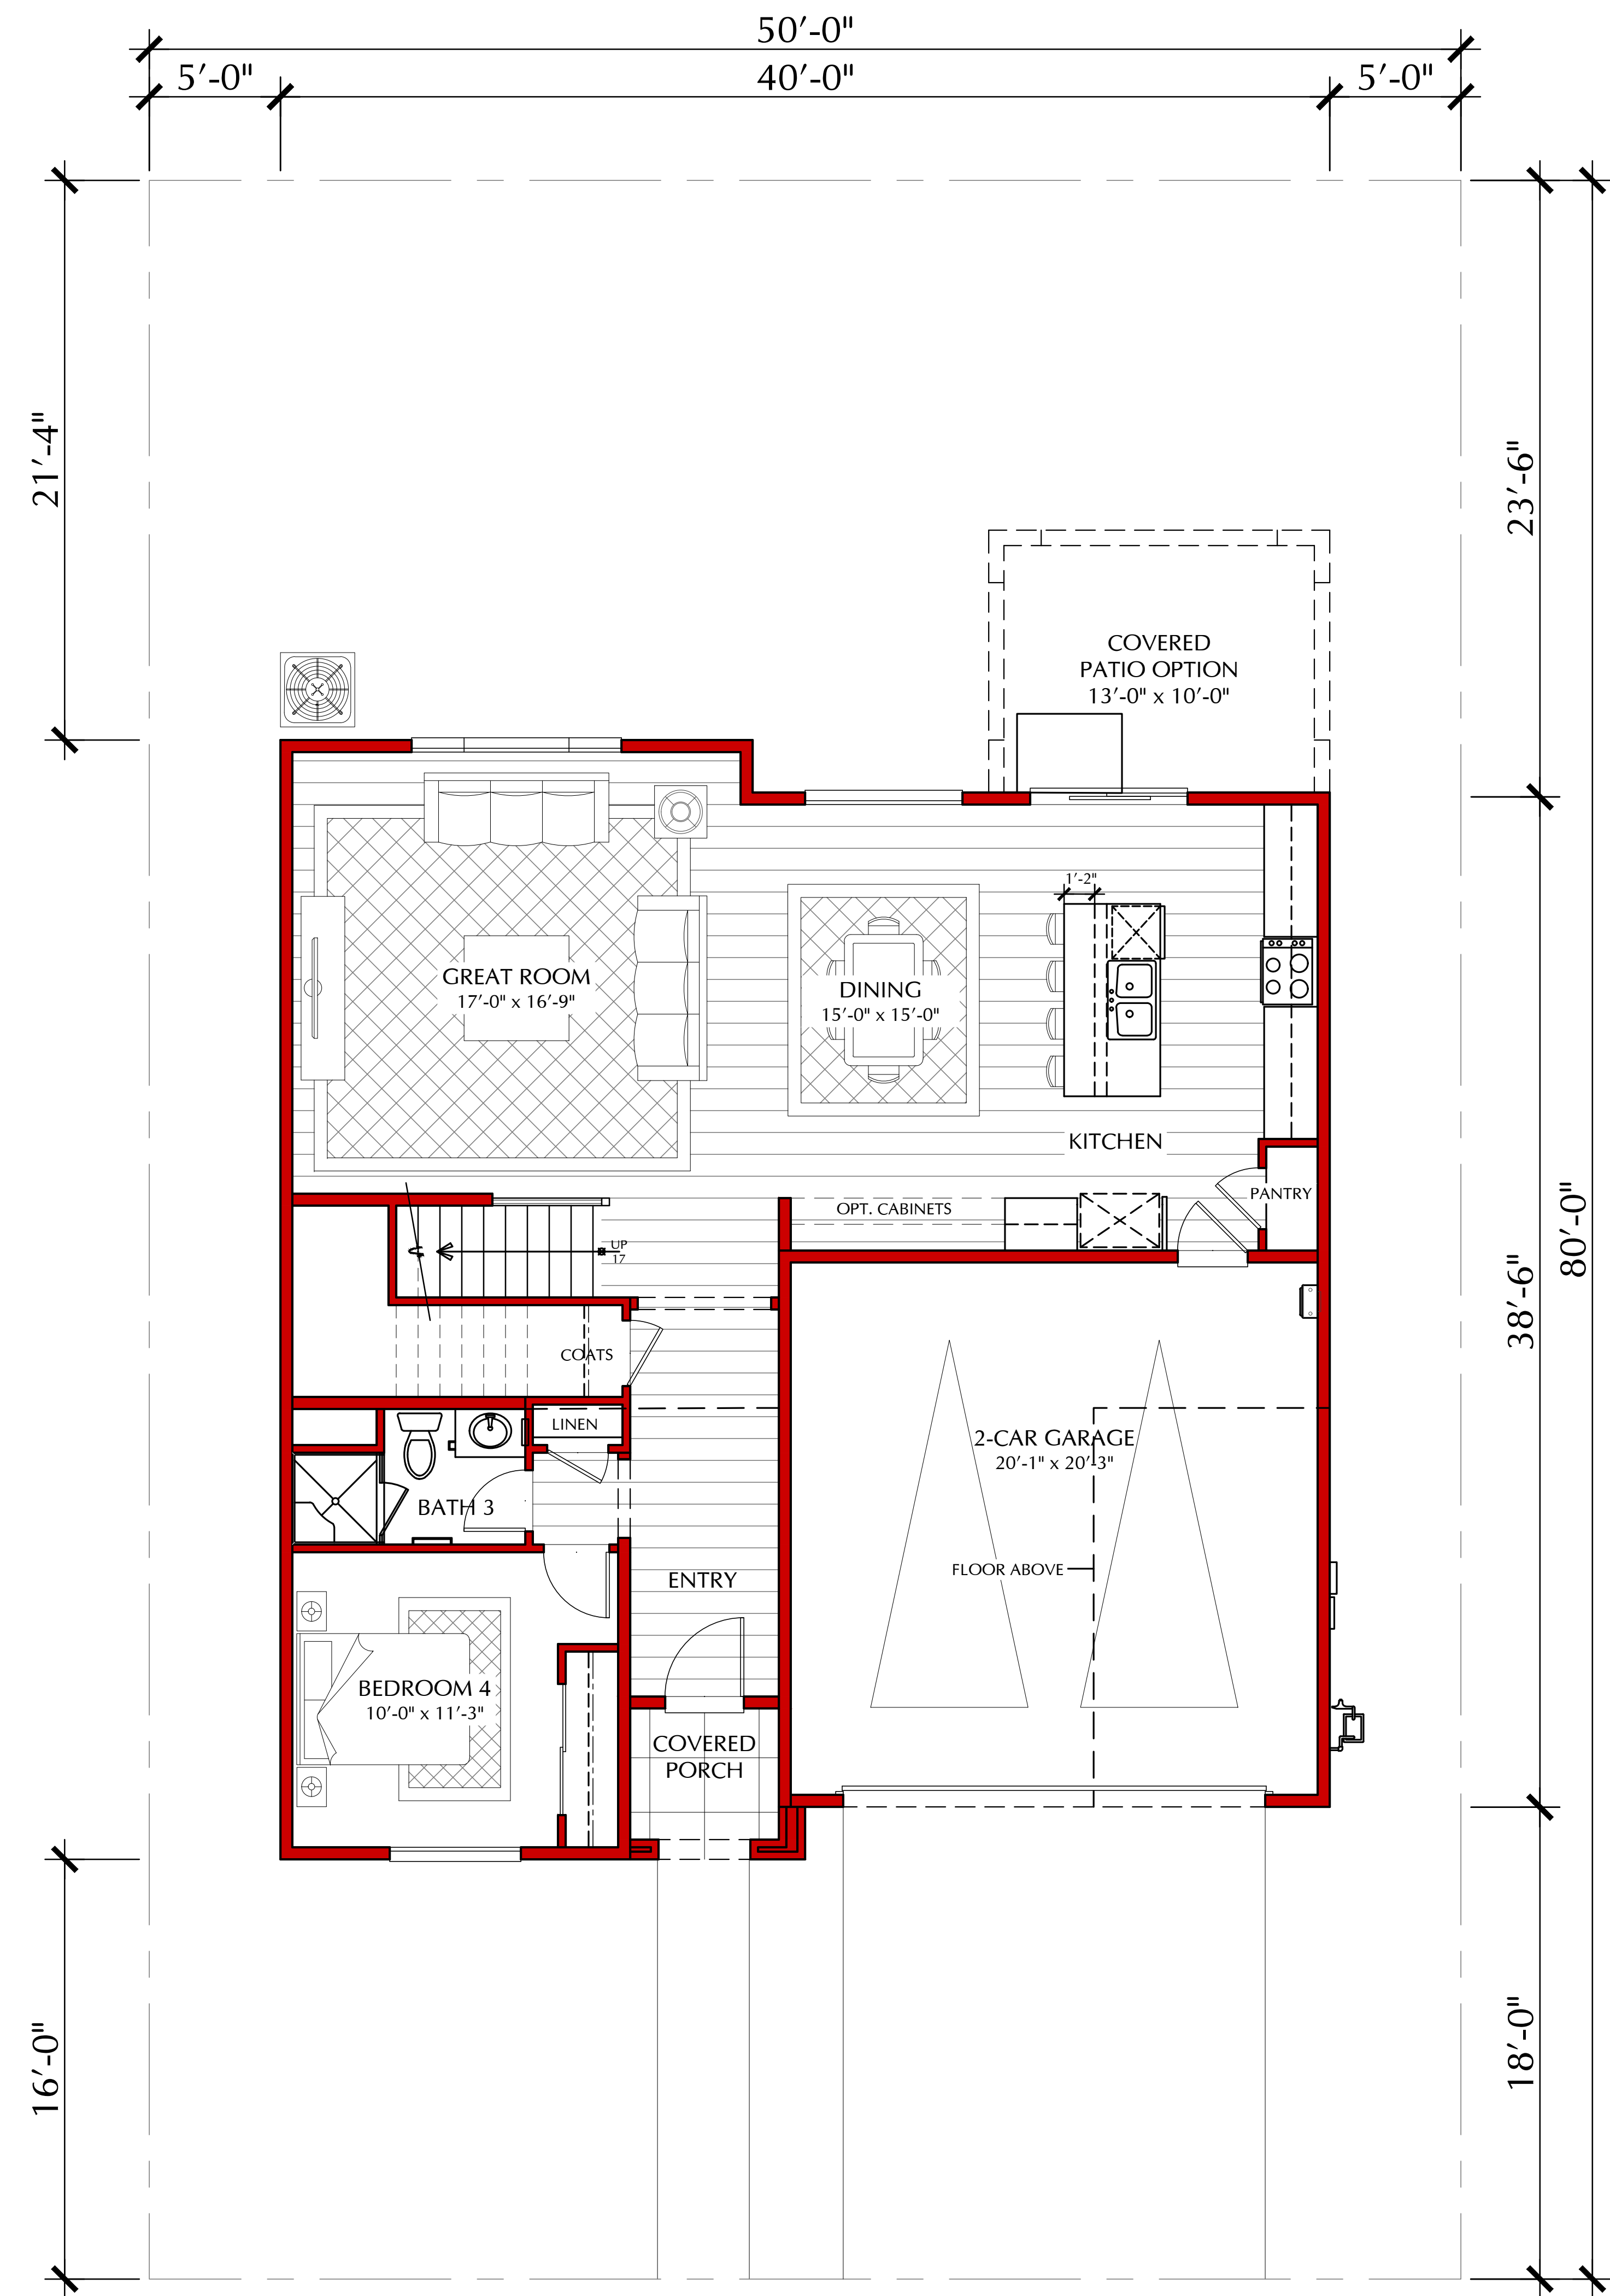 50'-0"
5'-0"
40'-0"
5'-0"
21'-4"
23'-6"
COVERED
PATIO OPTION
13'-0" x 10'-0"
1'-2"
GREAT ROOM
17'-0" x 16'-9"
DINING
15'-0" x 15'-0"
KITCHEN
PANTRY
OPT. CABINETS
80'-0"
UP
17
38'-6"
COATS
LINEN
2-CAR GARAGE
20'-1" x 20'-3"
BATH 3
FLOOR ABOVE
ENTRY
BEDROOM 4
10'-0" x 11'-3"
COVERED
PORCH
16'-0"
18'-0"